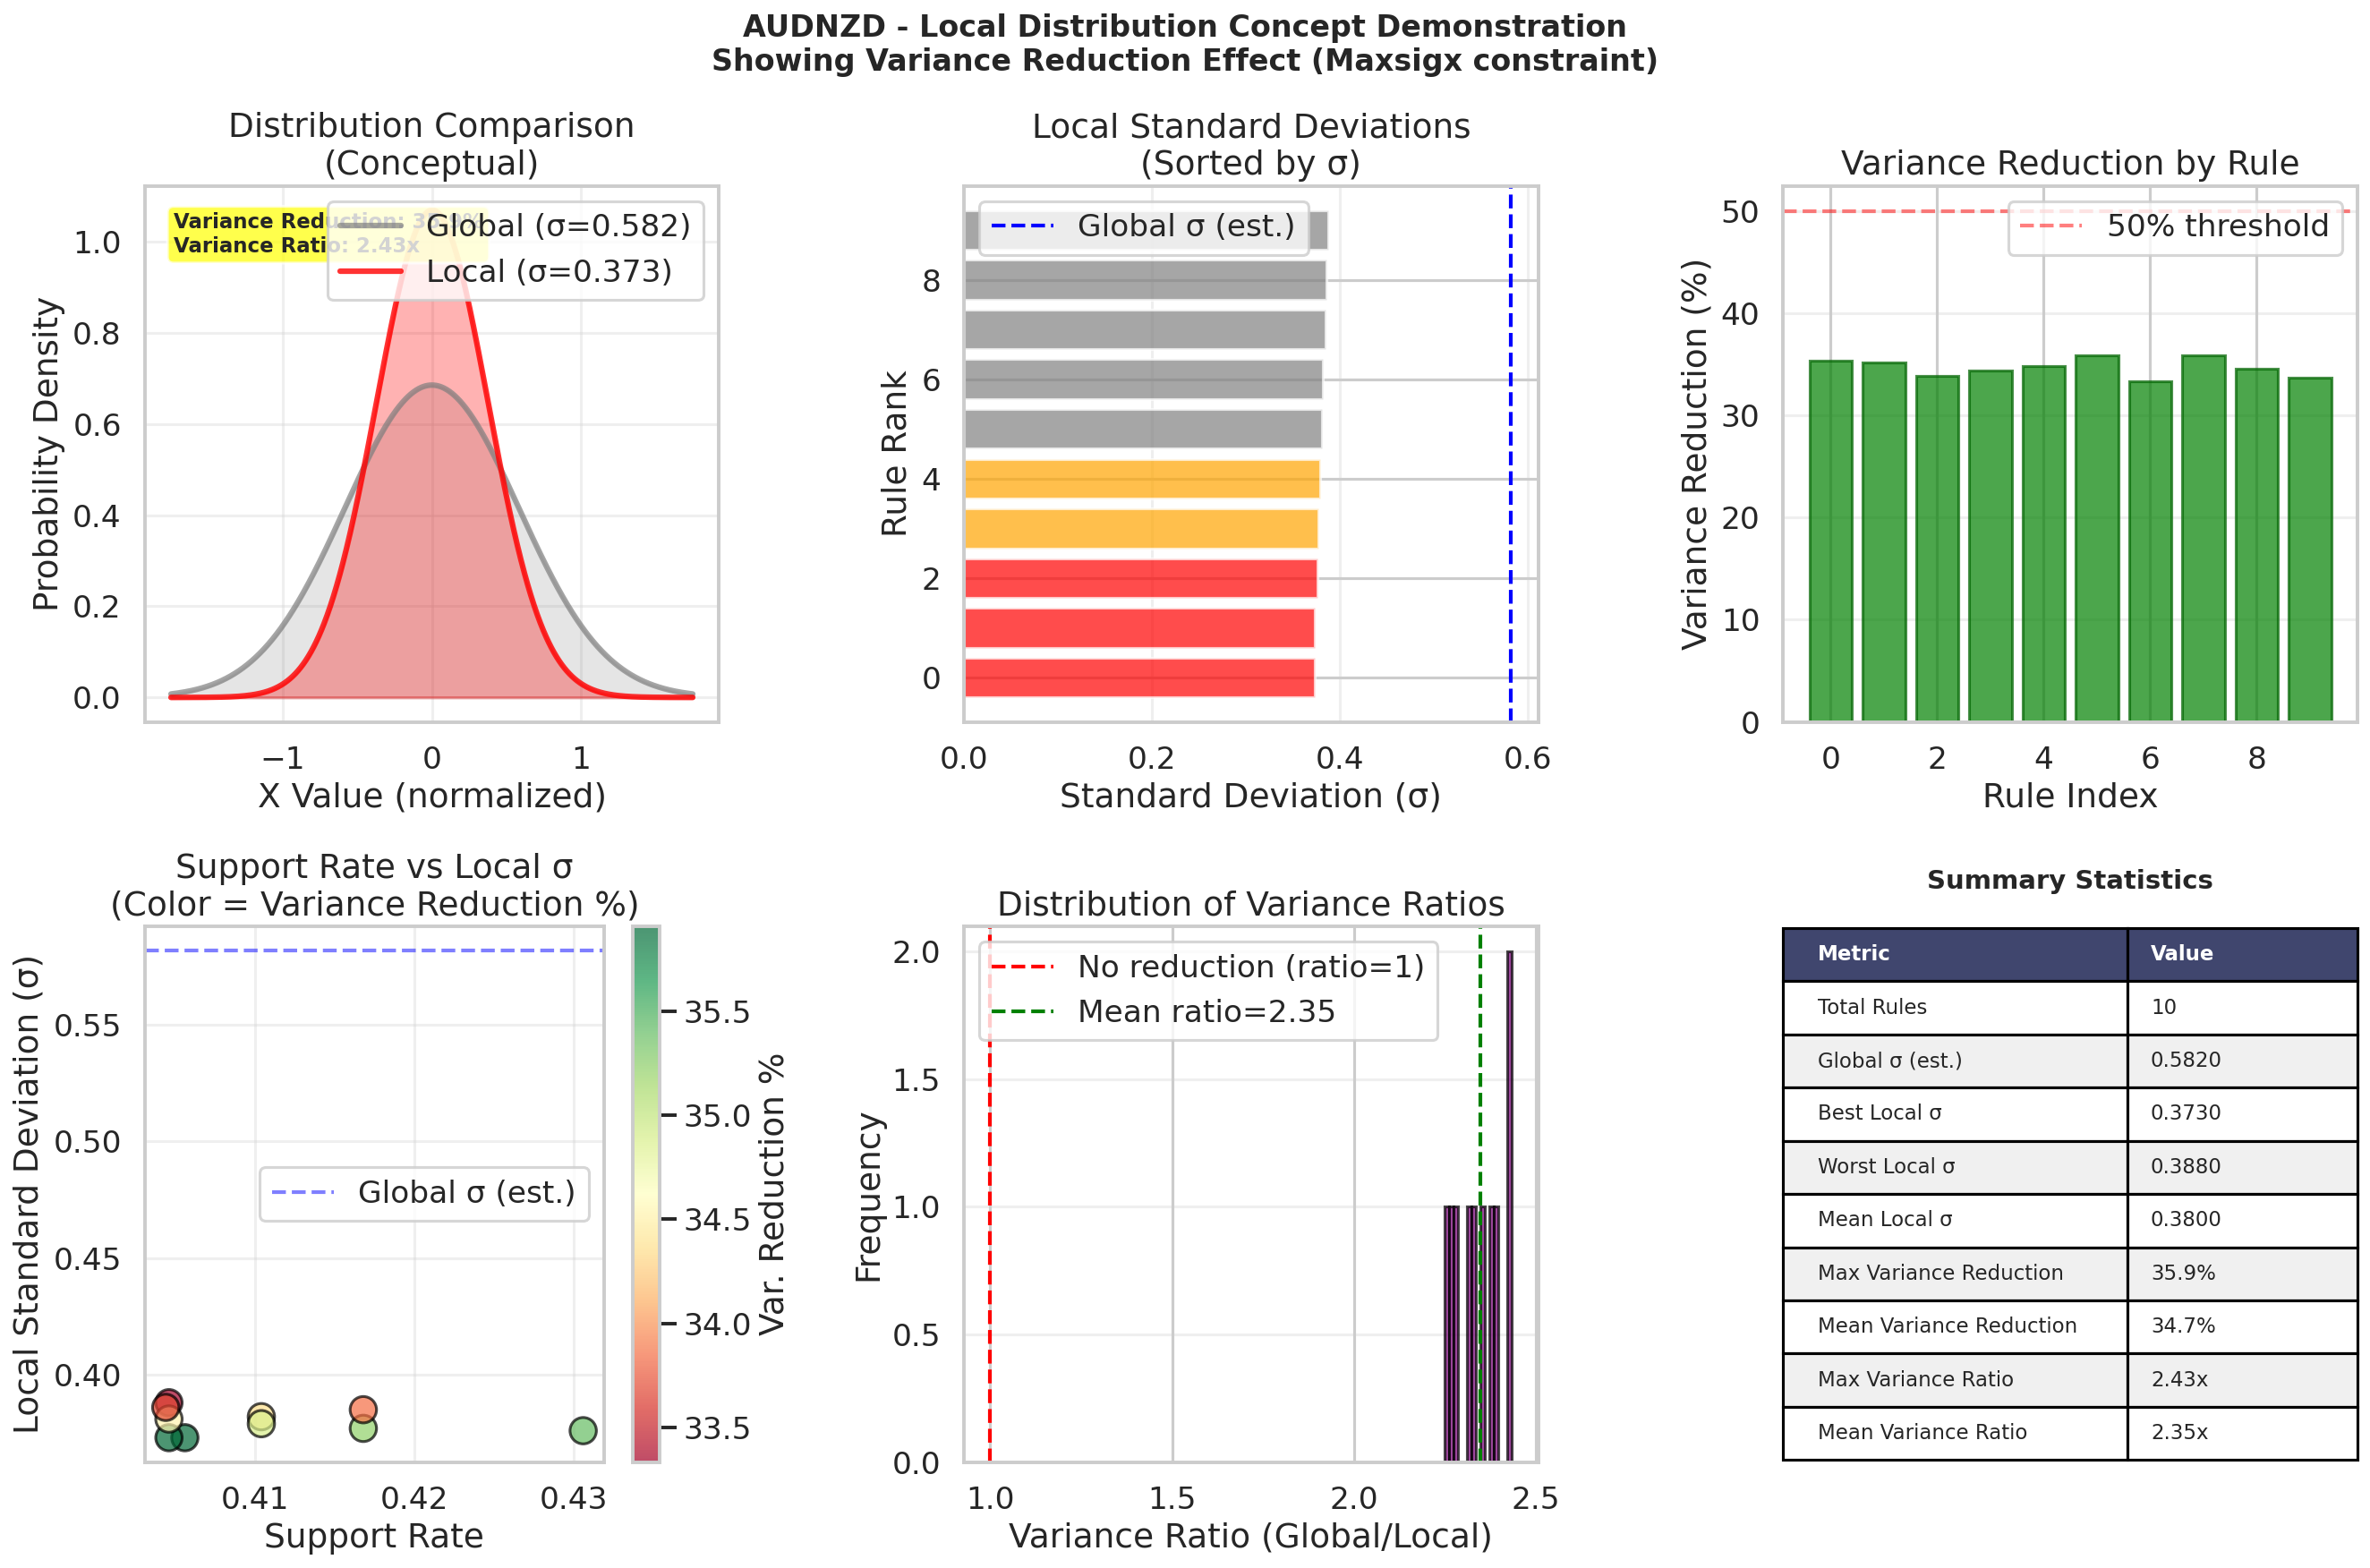 AUDNZD - Local Distribution Concept Demonstration
Showing Variance Reduction Effect (Maxsigx constraint)
Distribution Comparison
(Conceptual)
Variance Reduction: 35.9%
Variance Ratio: 2.43x
Global (σ=0.582)
Local (σ=0.373)
Probability Density
1.0
0.8
0.6
0.4
0.2
0.0
−1
0
1
X Value (normalized)
Local Standard Deviations
(Sorted by σ)
Global σ (est.)
Rule Rank
8
6
4
2
0
0.0
0.2
0.4
0.6
Standard Deviation (σ)
Variance Reduction by Rule
50% threshold
Variance Reduction (%)
50
40
30
20
10
0
0
2
4
6
8
Rule Index
Support Rate vs Local σ
(Color = Variance Reduction %)
Global σ (est.)
Local Standard Deviation (σ)
0.55
0.50
0.45
0.40
0.41
0.42
0.43
Support Rate
35.5
35.0
34.5
34.0
33.5
Var. Reduction %
Distribution of Variance Ratios
No reduction (ratio=1)
Mean ratio=2.35
Frequency
2.0
1.5
1.0
0.5
0.0
1.0
1.5
2.0
2.5
Variance Ratio (Global/Local)
Summary Statistics
Metric Value
Total Rules 10
Global σ (est.) 0.5820
Best Local σ 0.3730
Worst Local σ 0.3880
Mean Local σ 0.3800
Max Variance Reduction 35.9%
Mean Variance Reduction 34.7%
Max Variance Ratio 2.43x
Mean Variance Ratio 2.35x